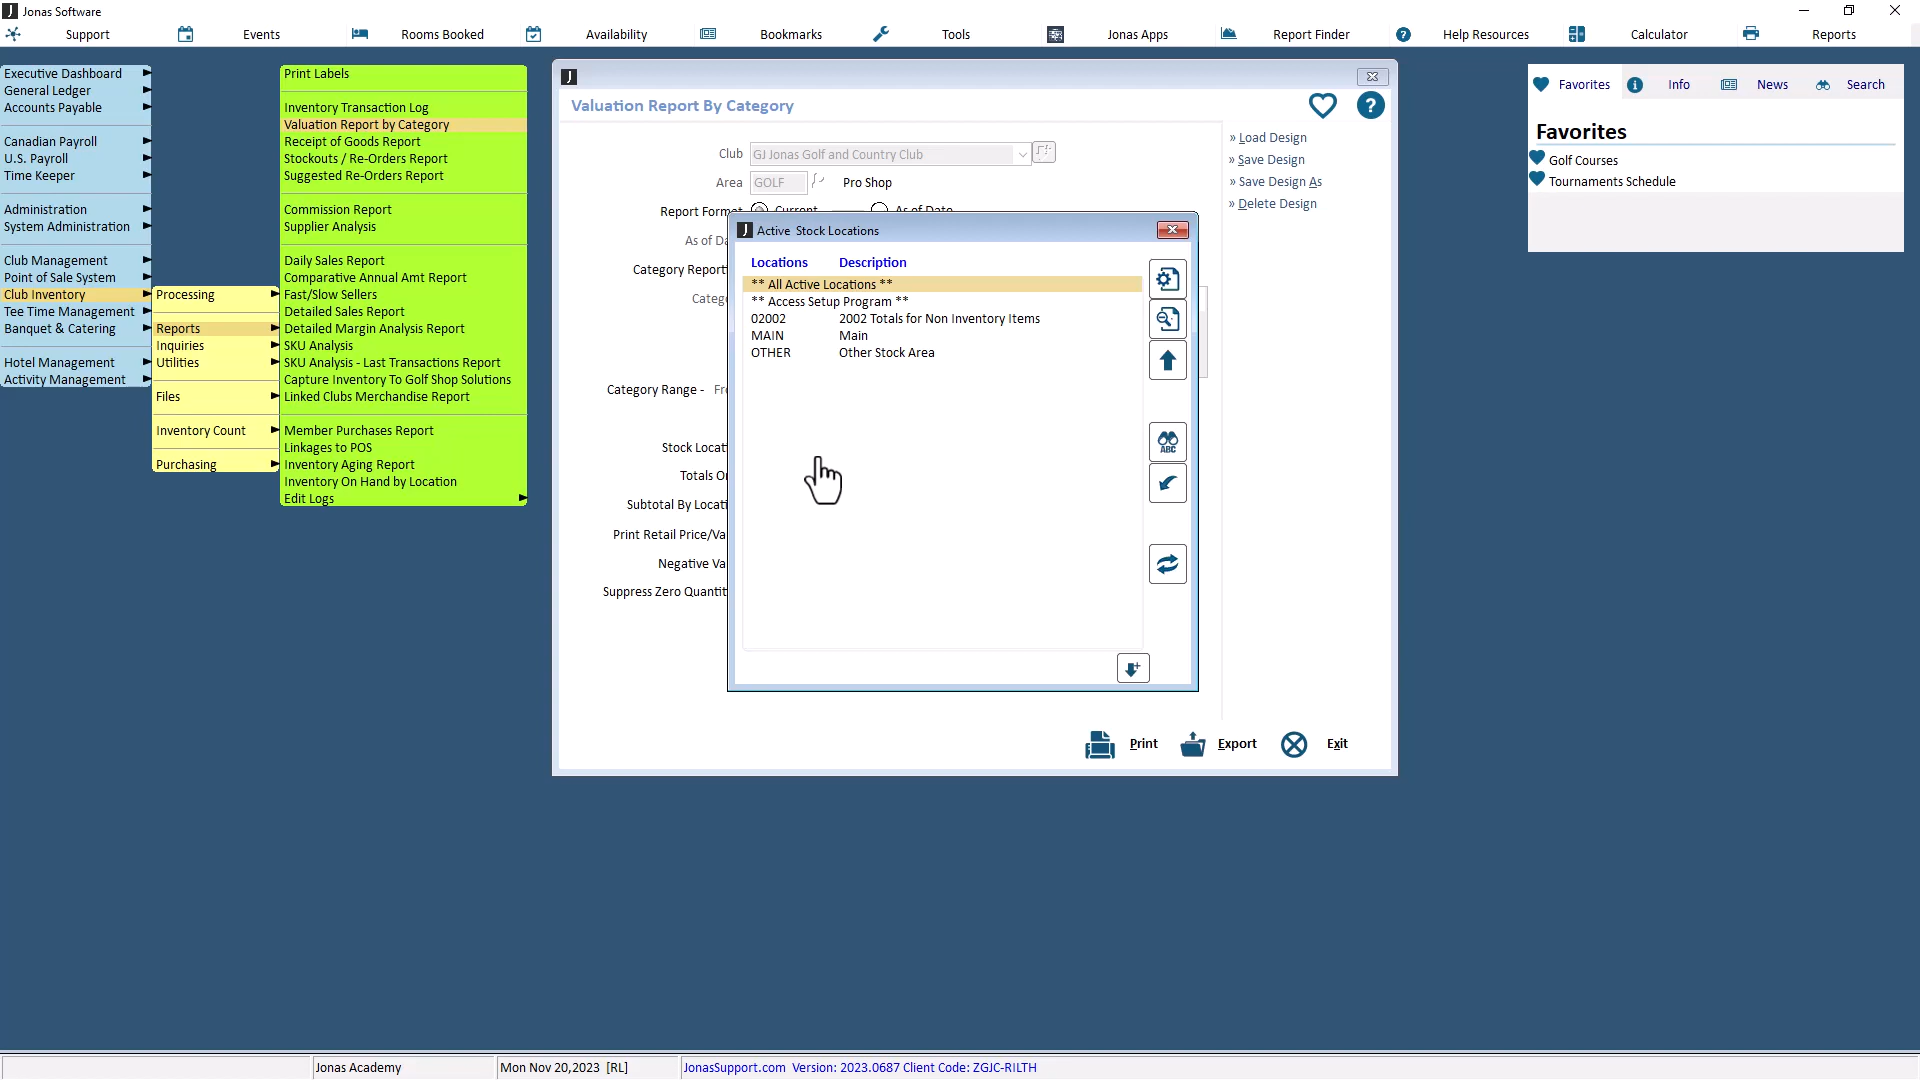 Jonas Software
Support
Events
Rooms Booked
Availability
Bookmarks
Tools
Jonas Apps
Report Finder
Help Resources
Calculator
Reports
Executive Dashboard
General Ledger
Accounts Payable
Canadian Payroll
U.S. Payroll
Time Keeper
Administration
System Administration
Club Management
Point of Sale System
Club Inventory
Tee Time Management
Banquet & Catering
Hotel Management
Activity Management
Processing
Reports
Inquiries
Utilities
Files
Inventory Count
Purchasing
Print Labels
Inventory Transaction Log
Valuation Report by Category
Receipt of Goods Report
Stockouts / Re-Orders Report
Suggested Re-Orders Report
Commission Report
Supplier Analysis
Daily Sales Report
Comparative Annual Amt Report
Fast/Slow Sellers
Detailed Sales Report
Detailed Margin Analysis Report
SKU Analysis
SKU Analysis - Last Transactions Report
Capture Inventory To Golf Shop Solutions
Linked Clubs Merchandise Report
Member Purchases Report
Linkages to POS
Inventory Aging Report
Inventory On Hand by Location
Edit Logs
Valuation Report By Category
Club GJ Jonas Golf and Country Club
Area GOLF Pro Shop
Report Format Current As of Date
As of Da
Category Report
Catego
Category Range - Fr
Stock Locati
Totals O
Subtotal By Locati
Print Retail Price/Va
Negative Va
Suppress Zero Quantit
» Load Design
» Save Design
» Save Design As
» Delete Design
Active Stock Locations
Locations Description
** All Active Locations **
** Access Setup Program **
02002 2002 Totals for Non Inventory Items
MAIN Main
OTHER Other Stock Area
ABC
Print
Export
Exit
Favorites
Info
News
Search
Favorites
Golf Courses
Tournaments Schedule
Jonas Academy
Mon Nov 20,2023 [RL]
JonasSupport.com Version: 2023.0687 Client Code: ZGJC-RILTH